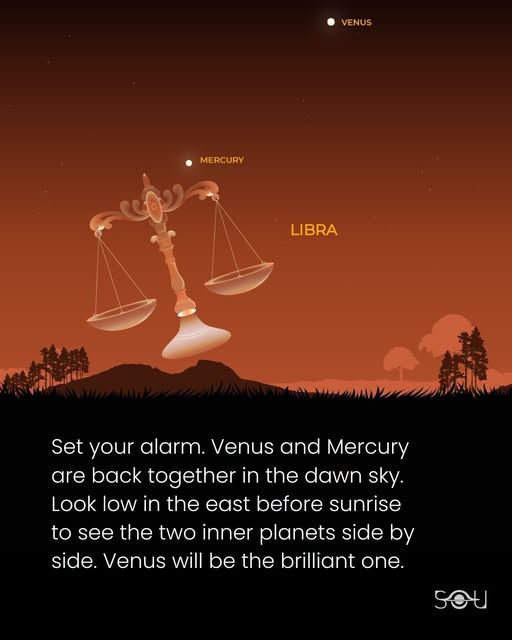 VENUS
MERCURY
LIBRA
Set your alarm. Venus and Mercury
are back together in the dawn sky.
Look low in the east before sunrise
to see the two inner planets side by
side. Venus will be the brilliant one.
SOU